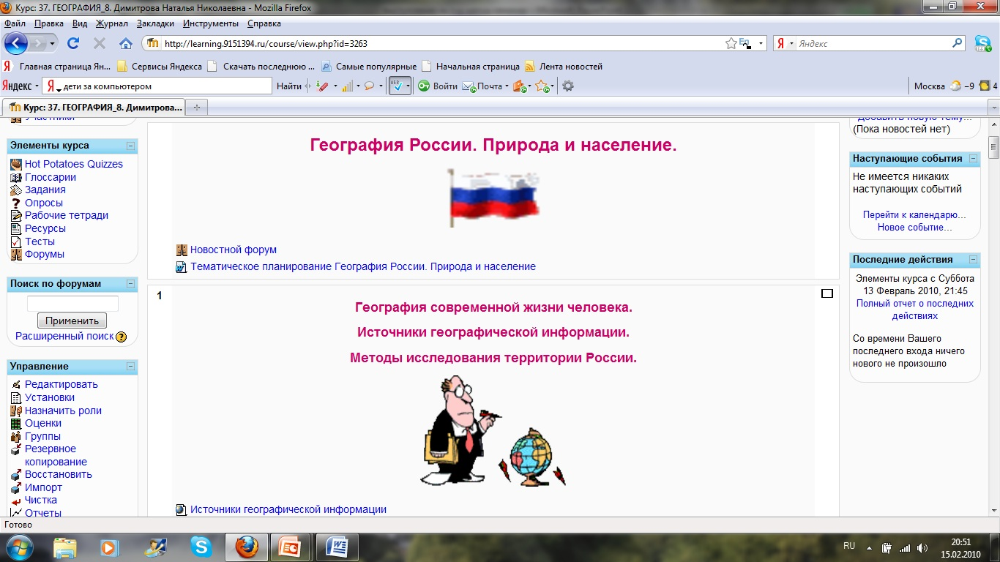 Курс: 37. ГЕОГРАФИЯ_8. Димитрова Наталья Николаевна - Mozilla Firefox
Файл Правка Вид Журнал Закладки Инструменты Справка
http://learning.9151394.ru/course/view.php?id=3263
Яндекс
Главная страница Ян... Сервисы Яндекса Скачать последнюю ... Самые популярные Начальная страница Лента новостей
Яндекс дети за компьютером Найти Войти Почта Москва −9 4
Курс: 37. ГЕОГРАФИЯ_8. Димитрова...
Участники
Элементы курса
Hot Potatoes Quizzes
Глоссарии
Задания
Опросы
Рабочие тетради
Ресурсы
Тесты
Форумы
Поиск по форумам
Применить
Расширенный поиск
Управление
Редактировать
Установки
Назначить роли
Оценки
Группы
Резервное
копирование
Восстановить
Импорт
Чистка
Отчеты
География России. Природа и население.
Новостной форум
Тематическое планирование География России. Природа и население
1
География современной жизни человека.
Источники географической информации.
Методы исследования территории России.
Источники географической информации
Добавить новую тему...
(Пока новостей нет)
Наступающие события
Не имеется никаких
наступающих событий
Перейти к календарю...
Новое событие...
Последние действия
Элементы курса с Суббота
13 Февраль 2010, 21:45
Полный отчет о последних
действиях
Со времени Вашего
последнего входа ничего
нового не произошло
Готово
RU
20:51
15.02.2010